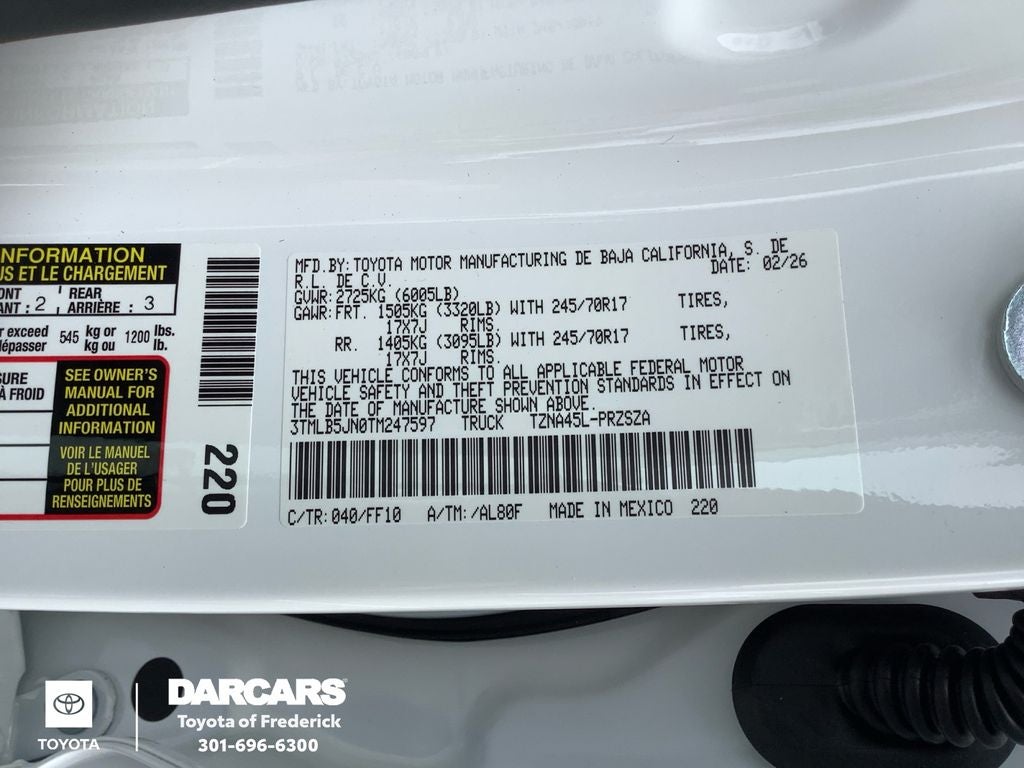 NFORMATION
US ET LE CHARGEMENT
ONT
ANT : 2
REAR
ARRIÈRE : 3
r exceed
dépasser
545
kg or
kg ou
1200
lbs.
lb.
SURE
À FROID
SEE OWNER'S
MANUAL FOR
ADDITIONAL
INFORMATION
VOIR LE MANUEL
DE L'USAGER
POUR PLUS DE
RENSEIGNEMENTS
220
MFD.BY:TOYOTA MOTOR MANUFACTURING DE BAJA CALIFORNIA, S. DE
R.L. DE C.V. DATE: 02/26
GVWR:2725KG (6005LB)
GAWR:FRT. 1505KG (3320LB) WITH 245/70R17 TIRES,
17X7J RIMS.
RR. 1405KG (3095LB) WITH 245/70R17 TIRES,
17X7J RIMS.
THIS VEHICLE CONFORMS TO ALL APPLICABLE FEDERAL MOTOR
VEHICLE SAFETY AND THEFT PREVENTION STANDARDS IN EFFECT ON
THE DATE OF MANUFACTURE SHOWN ABOVE.
3TMLB5JN0TM247597 TRUCK TZNA45L-PRZSZA
C/TR:040/FF10 A/TM:/AL80F MADE IN MEXICO 220
TOYOTA
DARCARS
Toyota of Frederick
301-696-6300